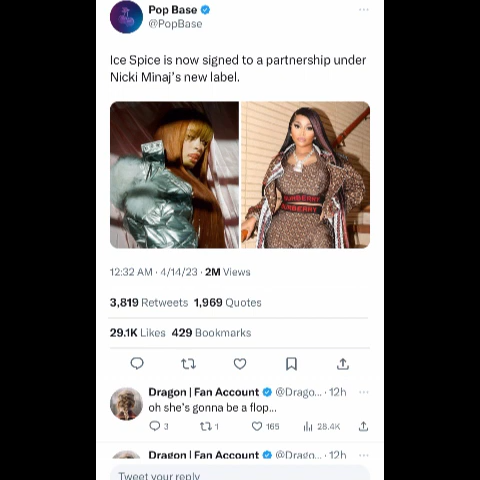 Pop Base
@PopBase
Ice Spice is now signed to a partnership under
Nicki Minaj's new label.
BURBERRY
BURBERRY
12:32 AM · 4/14/23 · 2M Views
3,819 Retweets 1,969 Quotes
29.1K Likes 429 Bookmarks
Dragon | Fan Account @Drago... · 12h
oh she's gonna be a flop...
3 1 165 28.4K
Dragon | Fan Account @Drago... · 12h
Tweet your reply